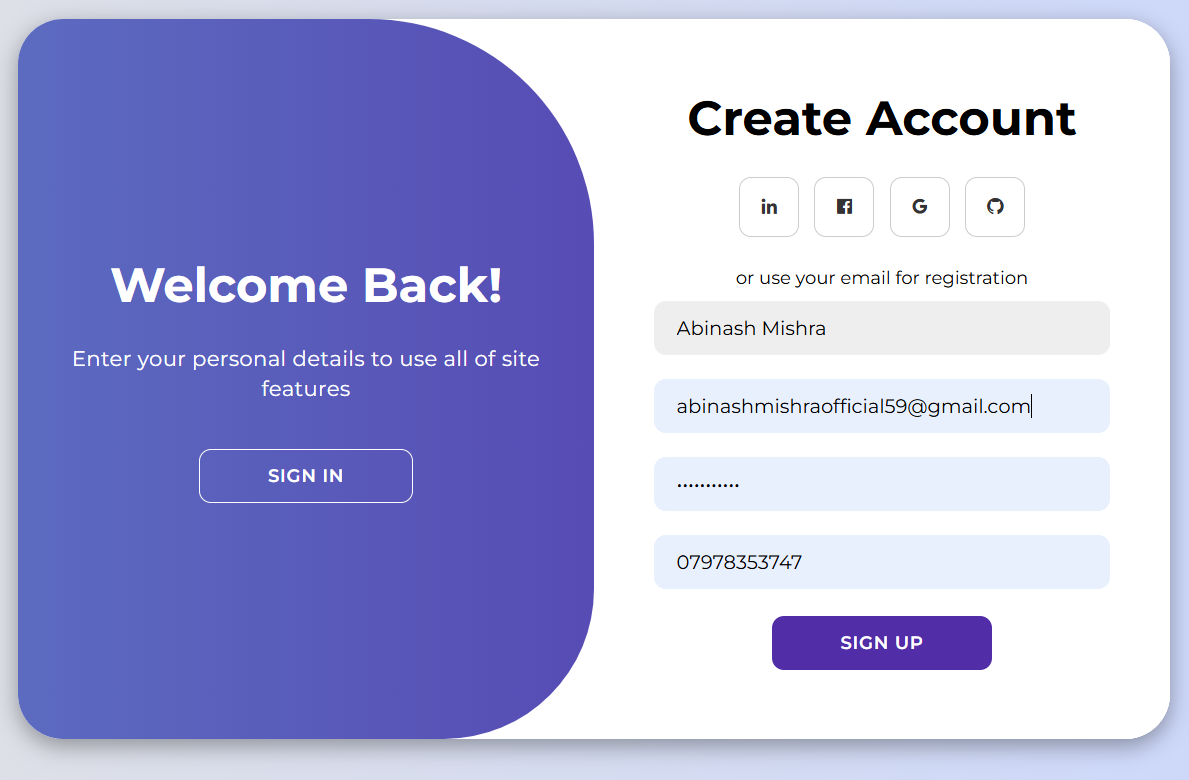 Welcome Back!
Enter your personal details to use all of site
features
SIGN IN
Create Account
in
G
or use your email for registration
Abinash Mishra
abinashmishraofficial59@gmail.com
...........
07978353747
SIGN UP